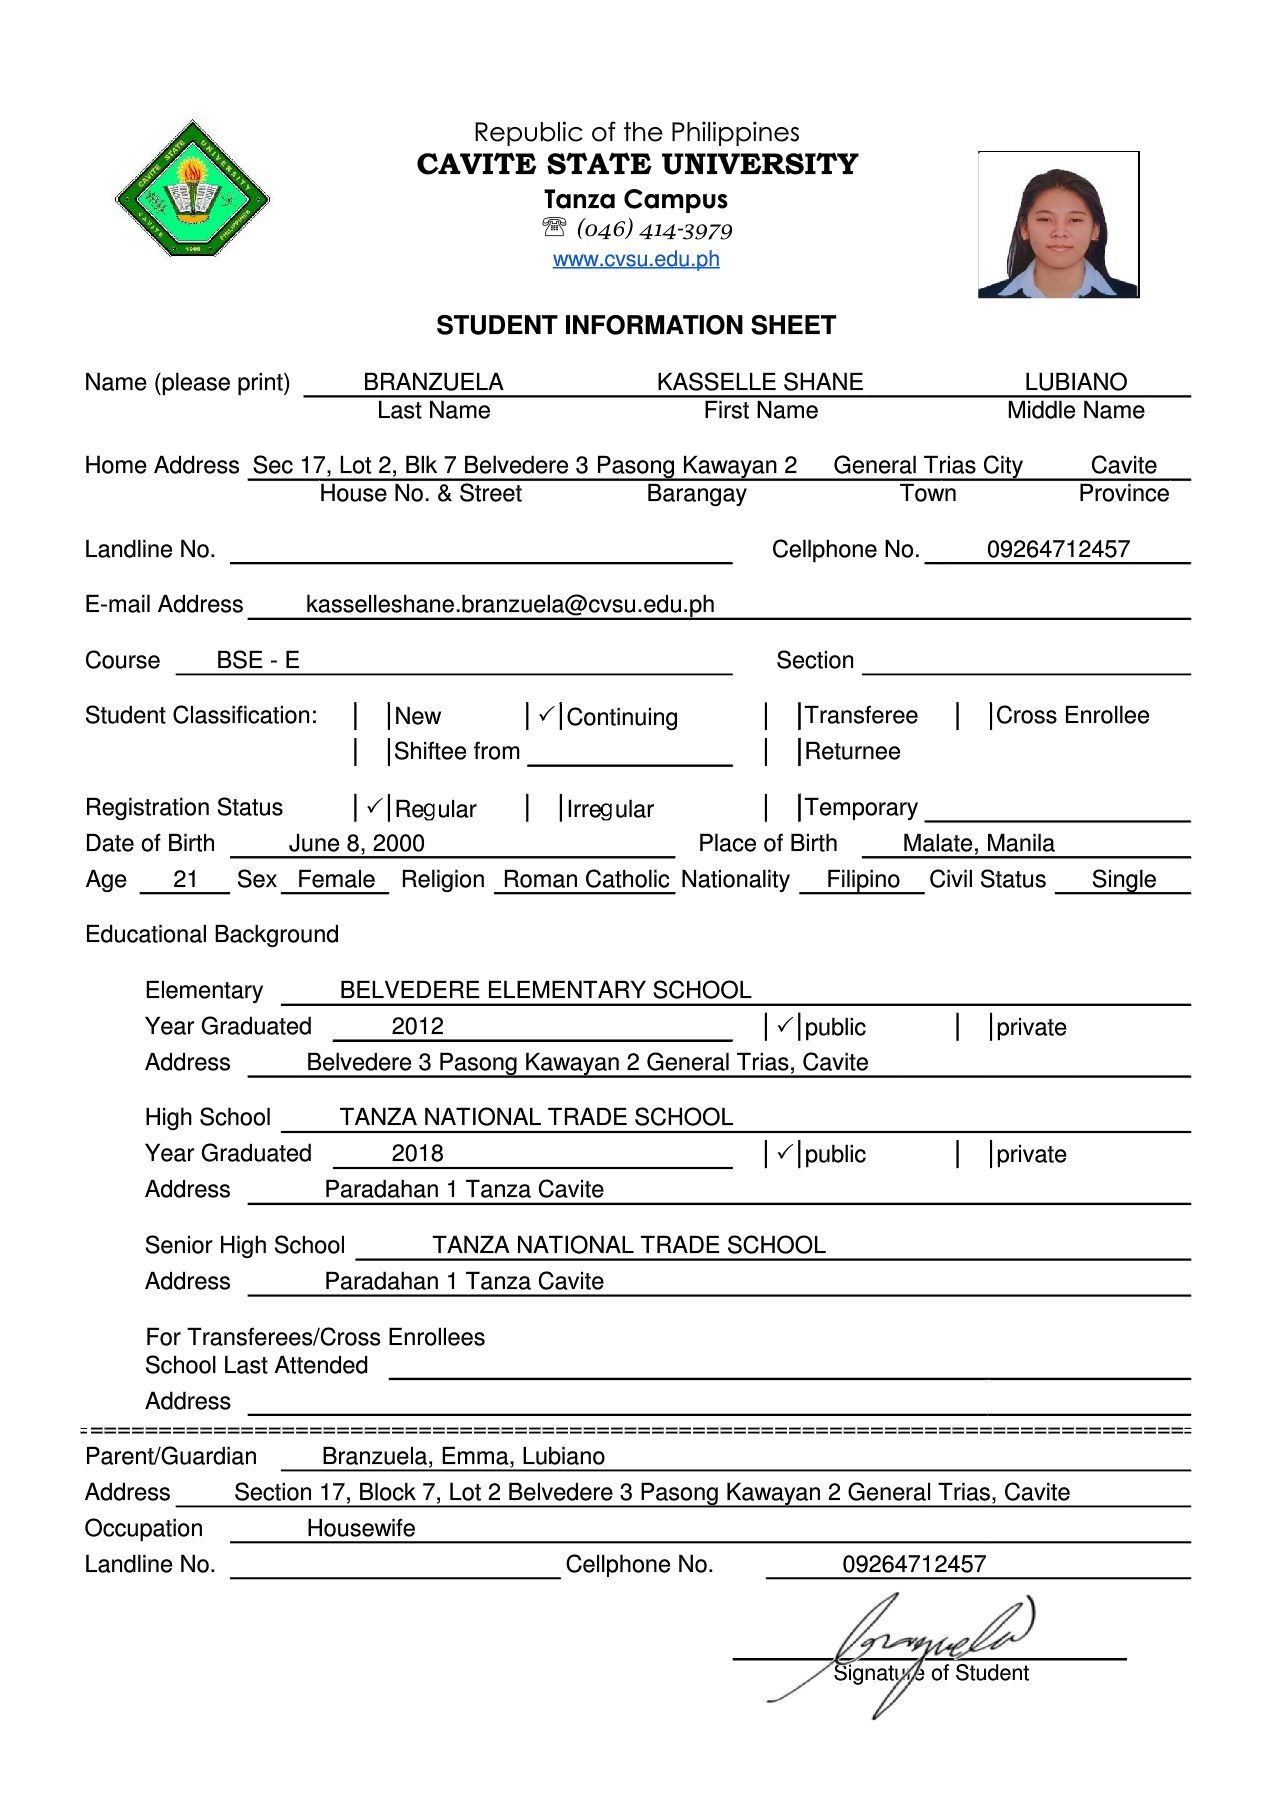 CAVITE STATE UNIVERSITY
CAVITE PHILIPPINES
1906
Republic of the Philippines
CAVITE STATE UNIVERSITY
Tanza Campus
☏ (046) 414-3979
www.cvsu.edu.ph
STUDENT INFORMATION SHEET
Name (please print) BRANZUELA KASSELLE SHANE LUBIANO
Last Name First Name Middle Name
Home Address Sec 17, Lot 2, Blk 7 Belvedere 3 Pasong Kawayan 2 General Trias City Cavite
House No. & Street Barangay Town Province
Landline No. Cellphone No. 09264712457
E-mail Address kasselleshane.branzuela@cvsu.edu.ph
Course BSE - E Section
Student Classification: | | New | ✓ | Continuing | | Transferee | | Cross Enrollee
| | Shiftee from | | Returnee
Registration Status | ✓ | Regular | | Irregular | | Temporary
Date of Birth June 8, 2000 Place of Birth Malate, Manila
Age 21 Sex Female Religion Roman Catholic Nationality Filipino Civil Status Single
Educational Background
Elementary BELVEDERE ELEMENTARY SCHOOL
Year Graduated 2012 | ✓ | public | | private
Address Belvedere 3 Pasong Kawayan 2 General Trias, Cavite
High School TANZA NATIONAL TRADE SCHOOL
Year Graduated 2018 | ✓ | public | | private
Address Paradahan 1 Tanza Cavite
Senior High School TANZA NATIONAL TRADE SCHOOL
Address Paradahan 1 Tanza Cavite
For Transferees/Cross Enrollees
School Last Attended
Address
Parent/Guardian Branzuela, Emma, Lubiano
Address Section 17, Block 7, Lot 2 Belvedere 3 Pasong Kawayan 2 General Trias, Cavite
Occupation Housewife
Landline No. Cellphone No. 09264712457
Branzuela
Signature of Student